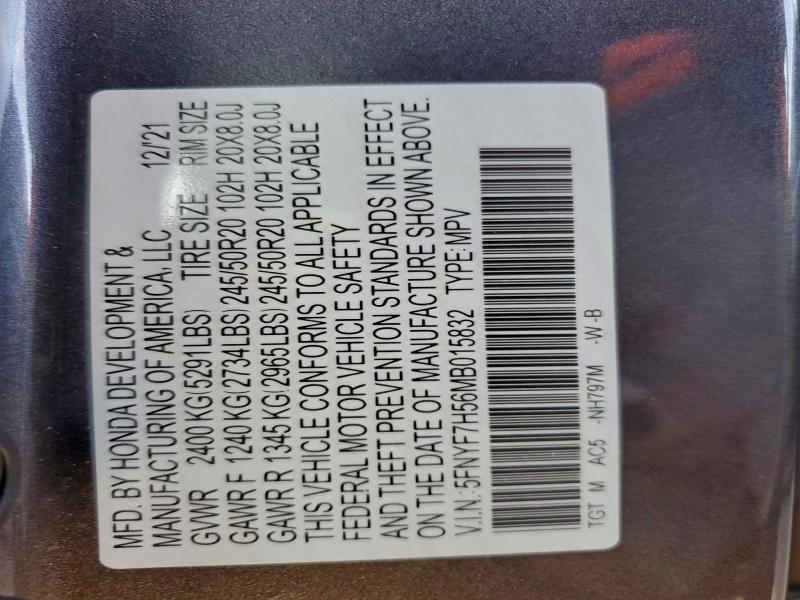 MFD. BY HONDA DEVELOPMENT &
MANUFACTURING OF AMERICA, LLC 12/'21
GVWR 2400 KG(5291LBS) TIRE SIZE RIM SIZE
GAWR F 1240 KG(2734LBS) 245/50R20 102H 20X8.0J
GAWR R 1345 KG(2965LBS) 245/50R20 102H 20X8.0J
THIS VEHICLE CONFORMS TO ALL APPLICABLE
FEDERAL MOTOR VEHICLE SAFETY
AND THEFT PREVENTION STANDARDS IN EFFECT
ON THE DATE OF MANUFACTURE SHOWN ABOVE.
V.I.N.: 5FNYF7H56MB015832 TYPE: MPV
TGT M AC5 -NH797M -W-B